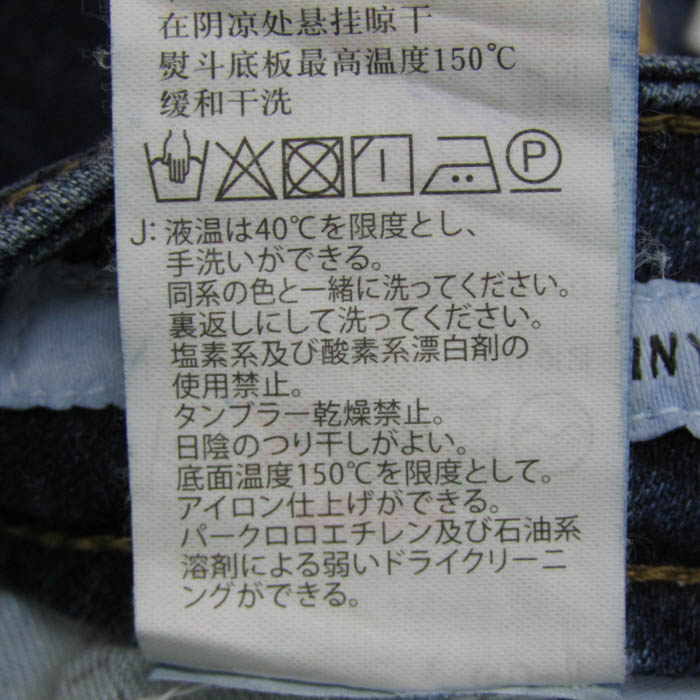 在阴凉处悬挂晾干
熨斗底板最高温度150℃
缓和干洗
P
J: 液温は40℃を限度とし、
手洗いができる。
同系の色と一緒に洗ってください。
裏返しにして洗ってください。
塩素系及び酸素系漂白剤の
使用禁止。
タンブラー乾燥禁止。
日陰のつり干しがよい。
底面温度150℃を限度として。
アイロン仕上げができる。
パークロロエチレン及び石油系
溶剤による弱いドライクリーニ
ングができる。
NY